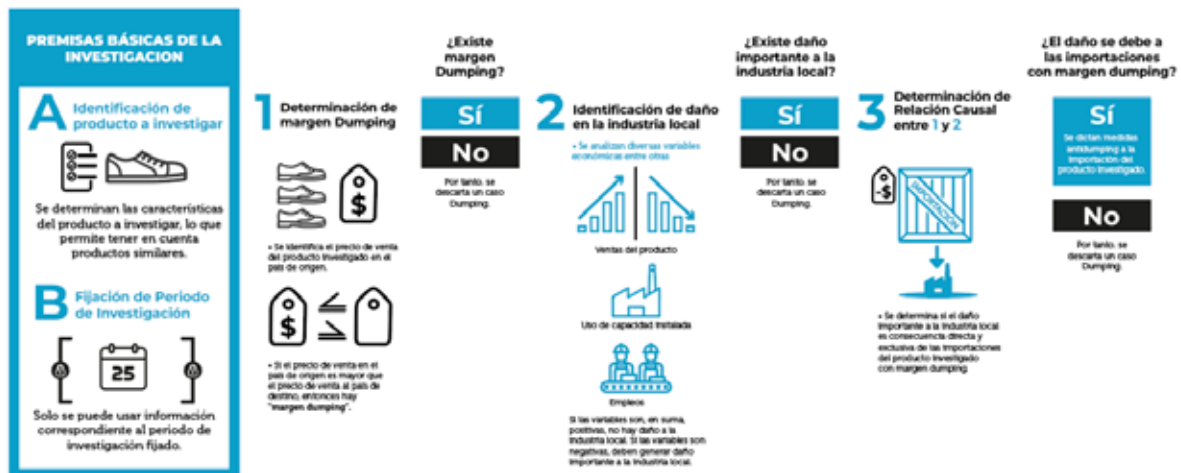 PREMISAS BÁSICAS DE LA
INVESTIGACION
A Identificación de
producto a investigar
Se determinan las características
del producto a investigar, lo que
permite tener en cuenta
productos similares.
B Fijación de Periodo
de Investigación
25
Solo se puede usar información
correspondiente al periodo de
investigación fijado.
1 Determinación de
margen Dumping
$
• Se identifica el precio de venta
del producto investigado en el
país de origen.
$
• Si el precio de venta en el
país de origen es mayor que
el precio de venta al país de
destino, entonces hay
"margen dumping".
¿Existe
margen
Dumping?
Sí
No
Por tanto, se
descarta un caso
Dumping.
2 Identificación de daño
en la industria local
• Se analizan diversas variables
económicas entre otras
Ventas del producto
Uso de capacidad instalada
Empleos
Si las variables son, en suma,
positivas, no hay daño a la
industria local. Si las variables son
negativas, deben generar daño
importante a la industria local.
¿Existe daño
importante a la
industria local?
Sí
No
Por tanto, se
descarta un caso
Dumping.
3 Determinación de
Relación Causal
entre 1 y 2
-$
IMPORTACIÓN
• Se determina si el daño
importante a la industria local
es consecuencia directa y
exclusiva de las importaciones
del producto investigado
con margen dumping.
¿El daño se debe a
las importaciones
con margen dumping?
Sí
Se dictan medidas
antidumping a la
importación del
producto investigado.
No
Por tanto, se
descarta un caso
Dumping.